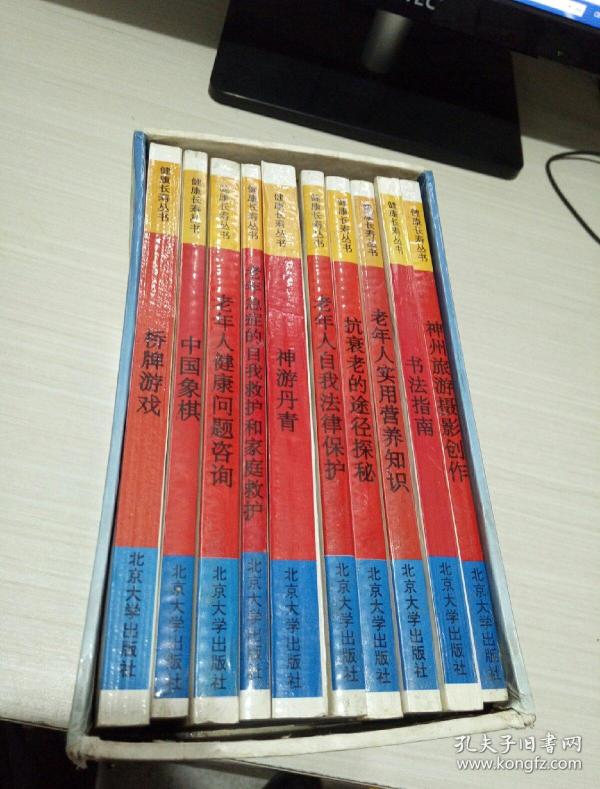 健康长寿丛书
桥牌游戏
北京大学出版社
健康长寿丛书
中国象棋
北京大学出版社
健康长寿丛书
老年人健康问题咨询
北京大学出版社
健康长寿丛书
老年急症的自我救护和家庭救护
北京大学出版社
健康长寿丛书
神游丹青
北京大学出版社
健康长寿丛书
老年人自我法律保护
北京大学出版社
健康长寿丛书
抗衰老的途径探秘
北京大学出版社
健康长寿丛书
老年人实用营养知识
北京大学出版社
健康长寿丛书
书法指南
北京大学出版社
健康长寿丛书
神州旅游摄影创作
北京大学出版社
孔夫子旧书网
www.kongfz.com